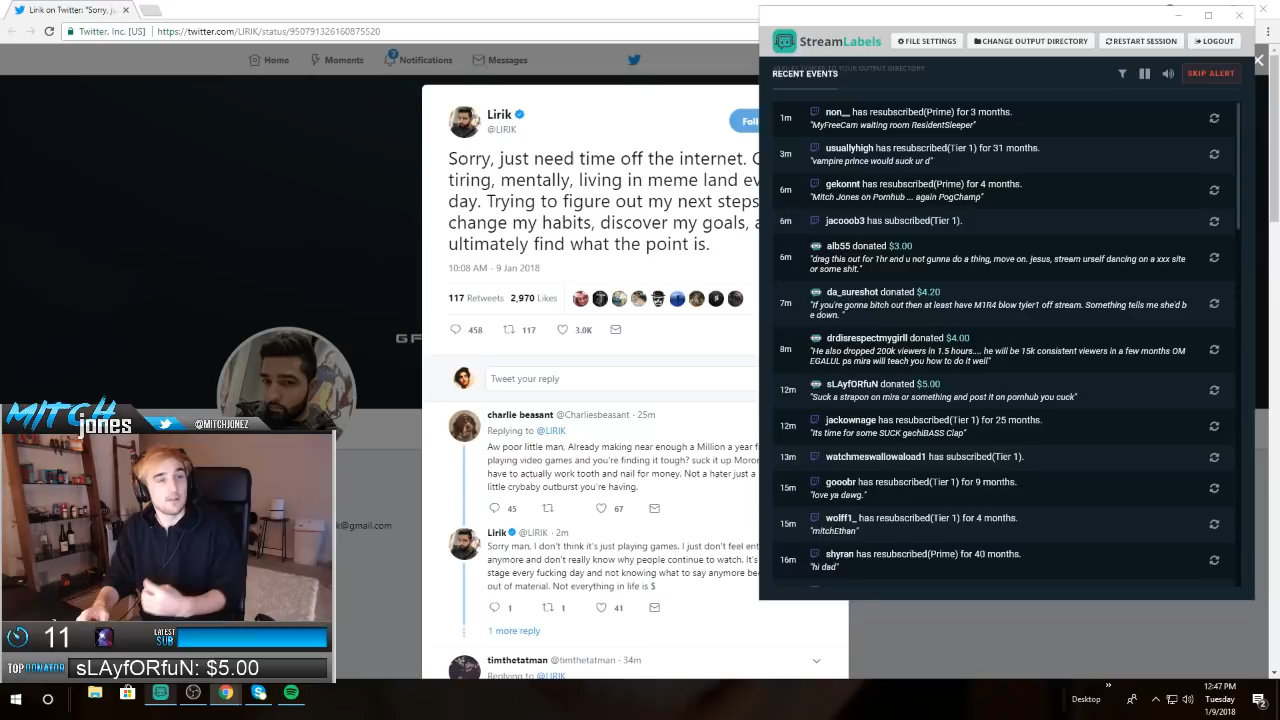 Lirik on Twitter: "Sorry, ju
Twitter, Inc. [US]
https://twitter.com/LIRIK/status/950791326160875520
Home
Moments
7
Notifications
Messages
Lirik
@LIRIK
Sorry, just need time off the internet.
tiring, mentally, living in meme land
day. Trying to figure out my next steps
change my habits, discover my goals,
ultimately find what the point is.
10:08 AM - 9 Jan 2018
117 Retweets 2,970 Likes
458 117 3.0K
Tweet your reply
charlie beasant @Charliesbeasant · 25m
Replying to @LIRIK
Aw poor little man, Already making near enough a Million a year
playing video games and you're finding it tough? suck it up
have to actually work tooth and nail for money. Not a hater just a
little crybaby outburst you're having.
45 67
Lirik @LIRIK · 2m
Sorry man, I don't think it's just playing games. I just don't feel
anymore and don't really know why people continue to watch. It's
stage every fucking day and not knowing what to say anymore
out of material. Not everything in life is $
1 1 41
1 more reply
timthetatman @timthetatman · 34m
Replying to @LIRIK
StreamLabels
FILE SETTINGS
CHANGE OUTPUT DIRECTORY
RESTART SESSION
LOGOUT
FILES SYNCED TO YOUR OUTPUT DIRECTORY
RECENT EVENTS
SKIP ALERT
1m non__ has resubscribed(Prime) for 3 months.
"MyFreeCam waiting room ResidentSleeper"
3m usuallyhigh has resubscribed(Tier 1) for 31 months.
"vampire prince would suck ur d"
6m gekonnt has resubscribed(Prime) for 4 months.
"Mitch Jones on Pornhub ... again PogChamp"
6m jacooob3 has subscribed(Tier 1).
6m alb55 donated $3.00
"drag this out for 1hr and u not gunna do a thing, move on. jesus, stream urself dancing on a xxx site
or some shit."
7m da_sureshot donated $4.20
"If you're gonna bitch out then at least have M1R4 blow tyler1 off stream. Something tells me she'd b
e down. "
8m drdisrespectmygirll donated $4.00
"He also dropped 200k viewers in 1.5 hours.... he will be 15k consistent viewers in a few months OM
EGALUL ps mira will teach you how to do it well"
12m sLAyfORfuN donated $5.00
"Suck a strapon on mira or something and post it on pornhub you cuck"
12m jackownage has resubscribed(Tier 1) for 25 months.
"Its time for some SUCK gachiBASS Clap"
13m watchmeswallowaload1 has subscribed(Tier 1).
15m gooobr has resubscribed(Tier 1) for 9 months.
"love ya dawg."
15m wolff1_ has resubscribed(Tier 1) for 4 months.
"mitchEthan"
16m shyran has resubscribed(Prime) for 40 months.
"hi dad"
MITCH
jones
@MITCHJONEZ
k@gmail.com
11
LATEST
SUB
TOP DONATOR
sLAyfORfuN: $5.00
Desktop
12:47 PM
Tuesday
1/9/2018
2